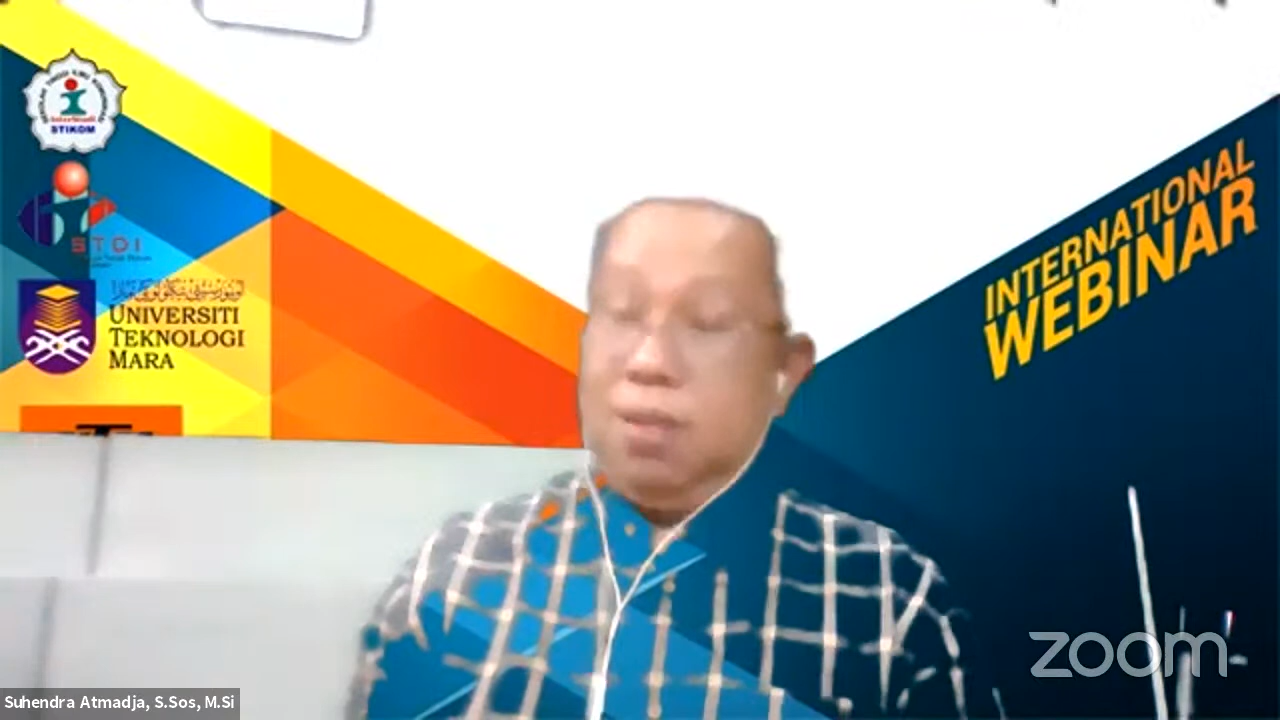 STIKOM
STDI
UNIVERSITI
TEKNOLOGI
MARA
INTERNATIONAL
WEBINAR
zoom
Suhendra Atmadja, S.Sos, M.Si